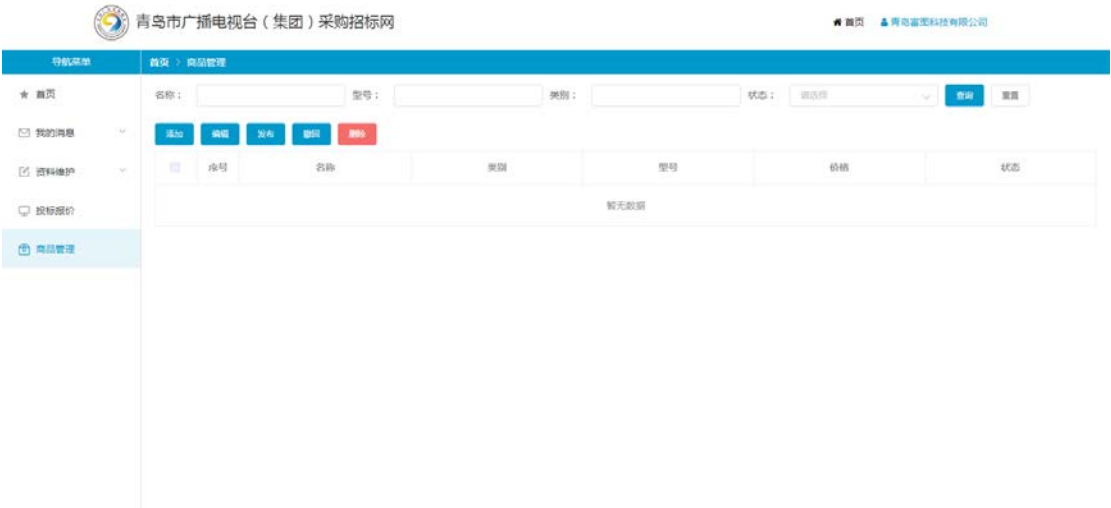 青岛市广播电视台（集团）采购招标网
首页 青岛富图科技有限公司
导航菜单 首页 > 商品管理
首页 名称： 型号： 类别： 状态： 请选择 查询 重置
我的消息 添加 编辑 发布 撤回 删除
资料维护 序号 名称 类别 型号 价格 状态
投标报价 暂无数据
商品管理